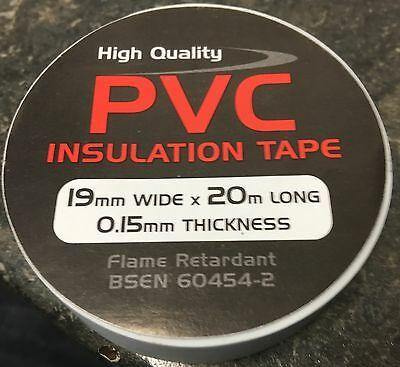 High Quality
PVC
INSULATION TAPE
19mm WIDE x 20m LONG
0.15mm THICKNESS
Flame Retardant
BSEN 60454-2